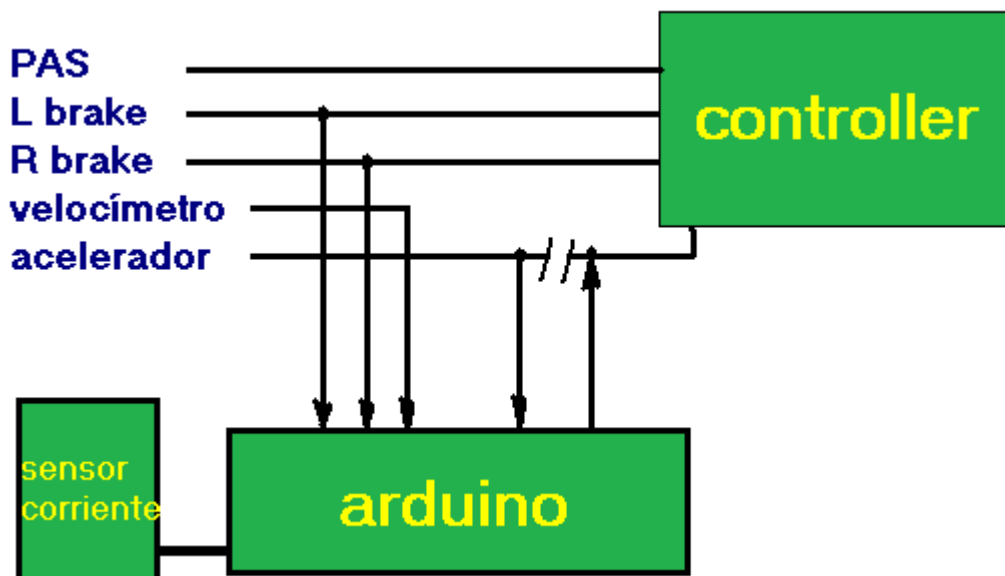 PAS
L brake
R brake
velocímetro
acelerador
controller
sensor
corriente
arduino